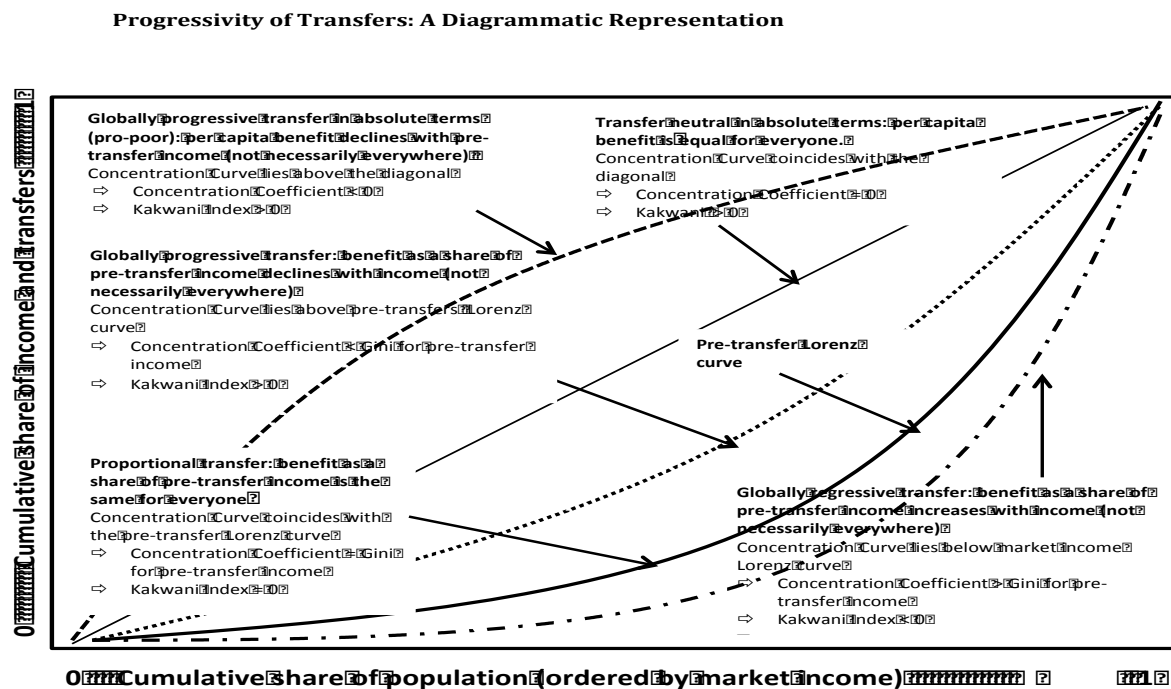 Progressivity of Transfers: A Diagrammatic Representation
Globally progressive transfer in absolute terms
(pro-poor): per capita benefit declines with pre-
transfer income (not necessarily everywhere)
Concentration Curve lies above the diagonal
⇨ Concentration Coefficient < 0
⇨ Kakwani Index > 0
Transfer neutral in absolute terms: per capita
benefit is equal for everyone.
Concentration Curve coincides with the
diagonal
⇨ Concentration Coefficient = 0
⇨ Kakwani > 0
Globally progressive transfer: benefit as a share of
pre-transfer income declines with income (not
necessarily everywhere)
Concentration Curve lies above pre-transfers Lorenz
curve
⇨ Concentration Coefficient < Gini for pre-transfer
income
⇨ Kakwani Index > 0
Pre-transfer Lorenz
curve
Proportional transfer: benefit as a
share of pre-transfer income is the
same for everyone
Concentration Curve coincides with
the pre-transfer Lorenz curve
⇨ Concentration Coefficient = Gini
for pre-transfer income
⇨ Kakwani Index = 0
Globally regressive transfer: benefit as a share of
pre-transfer income increases with income (not
necessarily everywhere)
Concentration Curve lies below market income
Lorenz curve
⇨ Concentration Coefficient > Gini for pre-
transfer income
⇨ Kakwani Index < 0
0 Cumulative share of income and transfers 1
0 Cumulative share of population (ordered by market income) 1